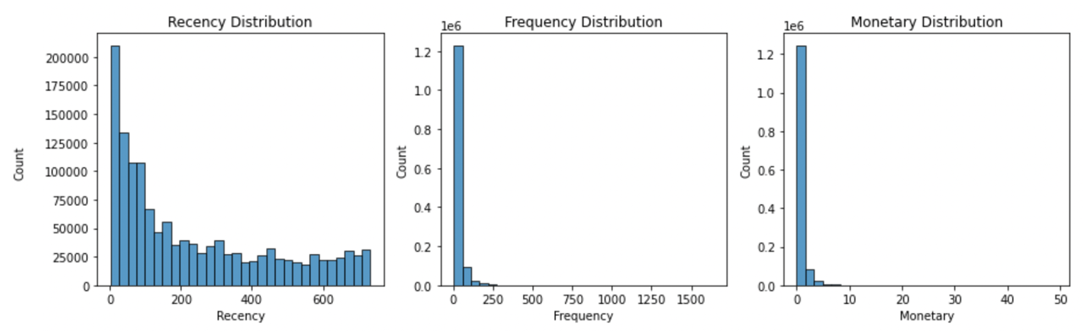 Recency Distribution
200000
175000
150000
125000
100000
75000
50000
25000
0
Count
0 200 400 600
Recency
Frequency Distribution
1e6
1.2
1.0
0.8
0.6
0.4
0.2
0.0
Count
0 250 500 750 1000 1250 1500
Frequency
Monetary Distribution
1e6
1.2
1.0
0.8
0.6
0.4
0.2
0.0
Count
0 10 20 30 40 50
Monetary